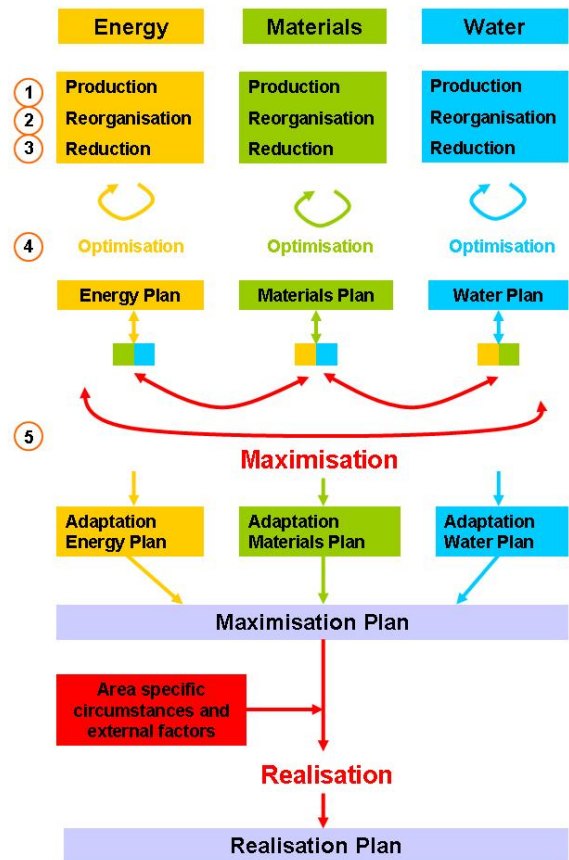 Energy Materials Water
1 Production Production Production
2 Reorganisation Reorganisation Reorganisation
3 Reduction Reduction Reduction
4 Optimisation Optimisation Optimisation
Energy Plan Materials Plan Water Plan
5
Maximisation
Adaptation Adaptation Adaptation
Energy Plan Materials Plan Water Plan
Maximisation Plan
Area specific
circumstances and
external factors
Realisation
Realisation Plan